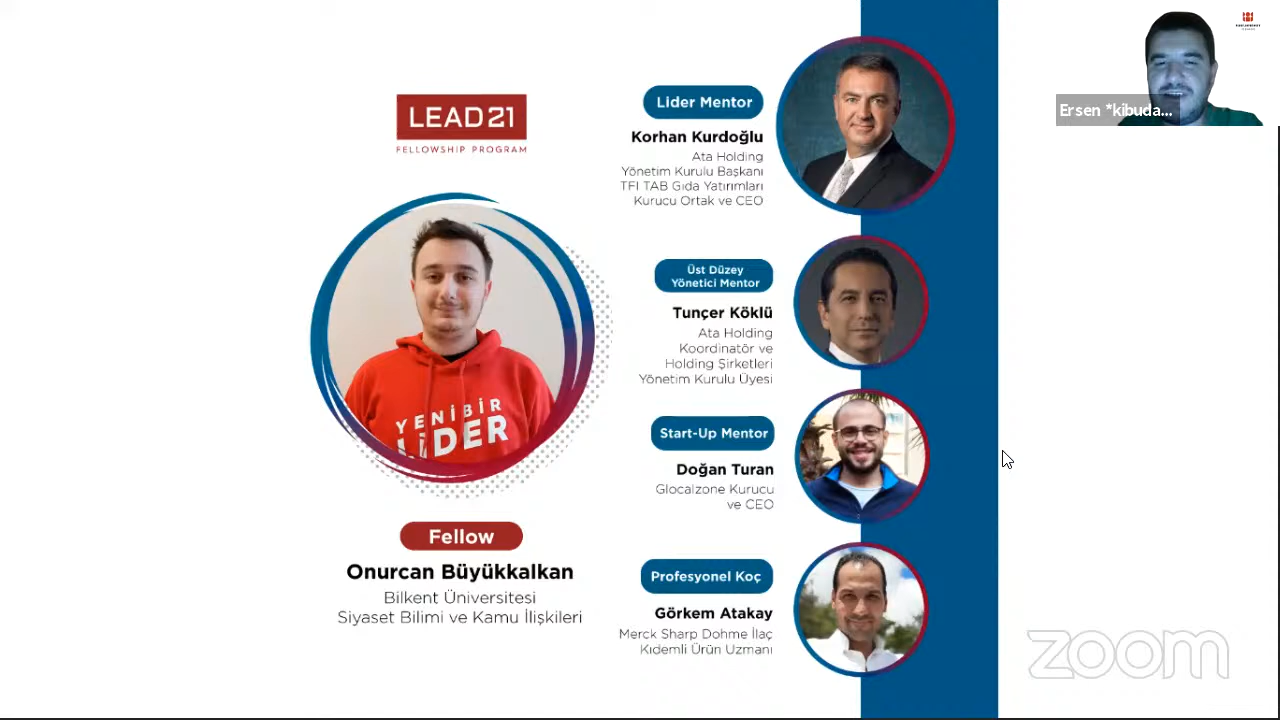 LEAD21
FELLOWSHIP PROGRAM
YENİBİR
LİDER
Fellow
Onurcan Büyükkalkan
Bilkent Üniversitesi
Siyaset Bilimi ve Kamu İlişkileri
Lider Mentor
Korhan Kurdoğlu
Ata Holding
Yönetim Kurulu Başkanı
TFI TAB Gıda Yatırımları
Kurucu Ortak ve CEO
Üst Düzey
Yönetici Mentor
Tunçer Köklü
Ata Holding
Koordinatör ve
Holding Şirketleri
Yönetim Kurulu Üyesi
Start-Up Mentor
Doğan Turan
Glocalzone Kurucu
ve CEO
Profesyonel Koç
Görkem Atakay
Merck Sharp Dohme İlaç
Kıdemli Ürün Uzmanı
Ersen *kibuda...
zoom